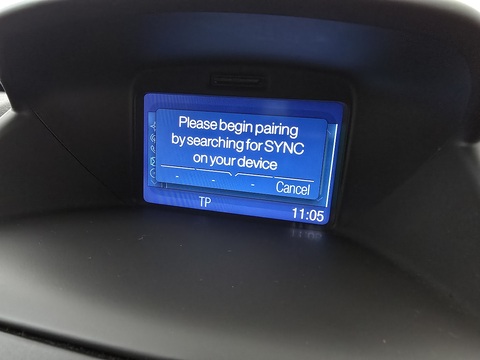 Please begin pairing
by searching for SYNC
on your device
- - - Cancel
TP 11:05